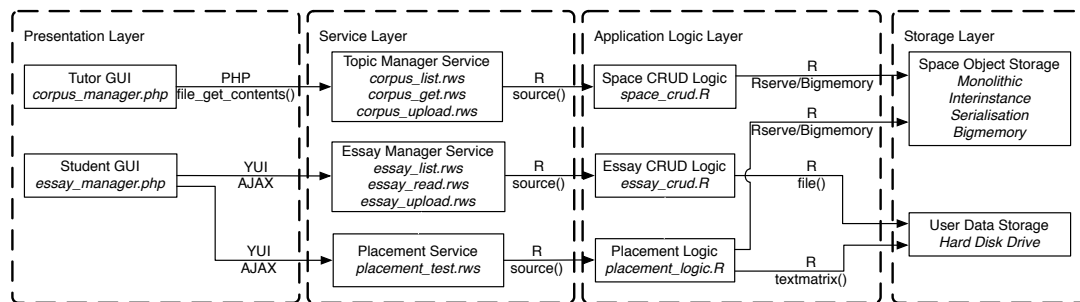 Presentation Layer
Tutor GUI
corpus_manager.php
Student GUI
essay_manager.php
PHP
file_get_contents()
YUI
AJAX
YUI
AJAX
Service Layer
Topic Manager Service
corpus_list.rws
corpus_get.rws
corpus_upload.rws
Essay Manager Service
essay_list.rws
essay_read.rws
essay_upload.rws
Placement Service
placement_test.rws
R
source()
R
source()
R
source()
Application Logic Layer
Space CRUD Logic
space_crud.R
Essay CRUD Logic
essay_crud.R
Placement Logic
placement_logic.R
R
Rserve/Bigmemory
R
Rserve/Bigmemory
R
file()
R
textmatrix()
Storage Layer
Space Object Storage
Monolithic
Interinstance
Serialisation
Bigmemory
User Data Storage
Hard Disk Drive